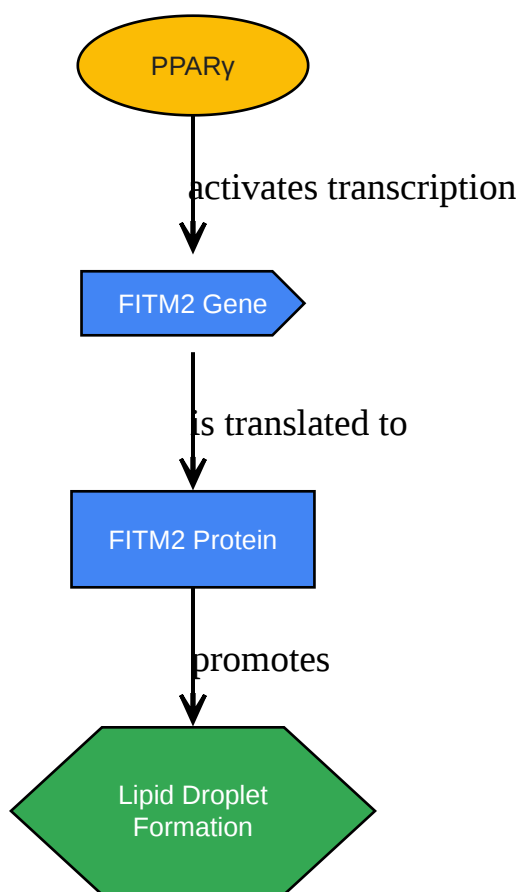 PPARγ
activates transcription
FITM2 Gene
is translated to
FITM2 Protein
promotes
Lipid Droplet
Formation